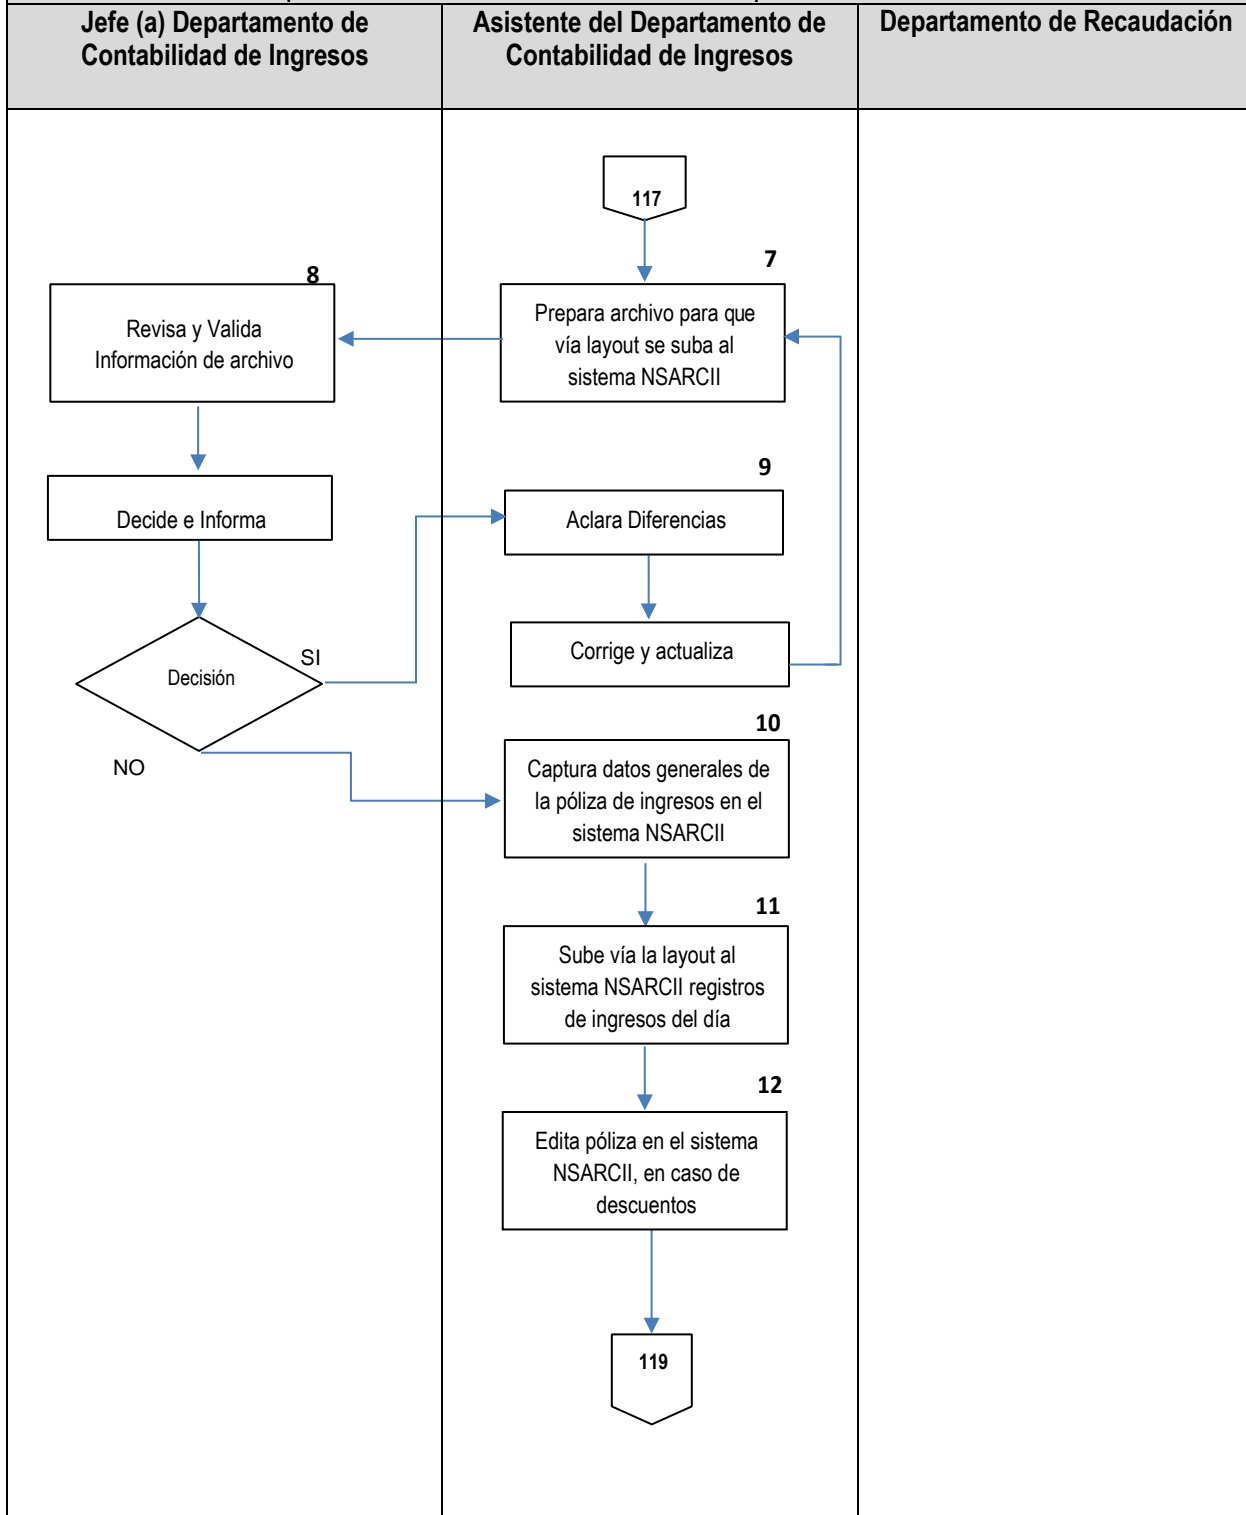 Jefe (a) Departamento de
Contabilidad de Ingresos
Asistente del Departamento de
Contabilidad de Ingresos
Departamento de Recaudación
117
7
Prepara archivo para que
vía layout se suba al
sistema NSARCII
8
Revisa y Valida
Información de archivo
Decide e Informa
9
Aclara Diferencias
Corrige y actualiza
Decisión
SI
NO
10
Captura datos generales de
la póliza de ingresos en el
sistema NSARCII
11
Sube vía la layout al
sistema NSARCII registros
de ingresos del día
12
Edita póliza en el sistema
NSARCII, en caso de
descuentos
119